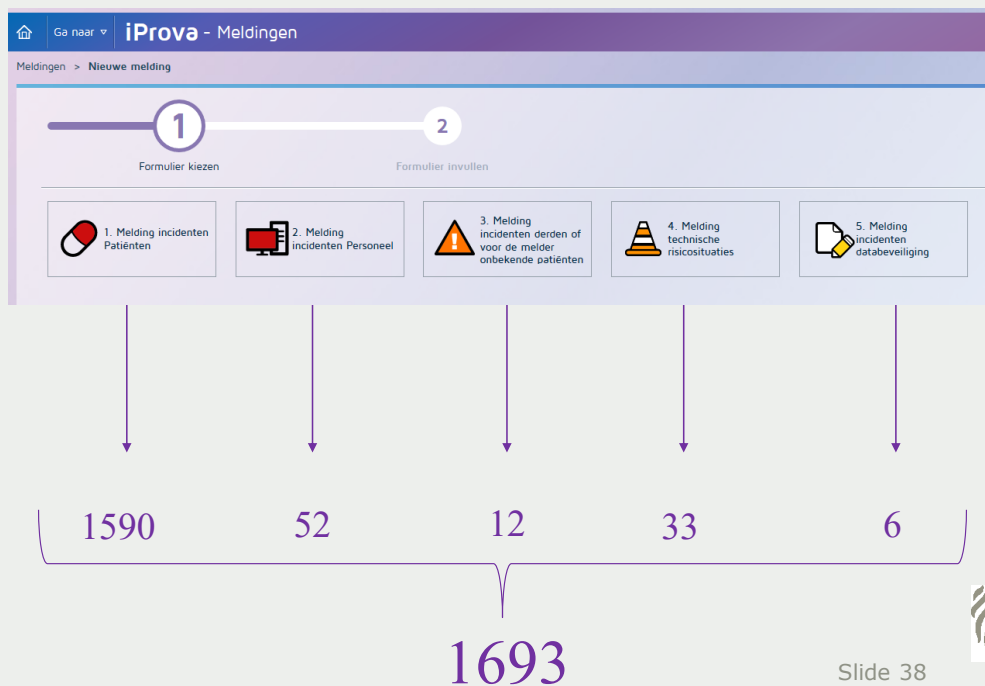 Ga naar iProva - Meldingen
Meldingen > Nieuwe melding
1
2
Formulier kiezen
Formulier invullen
1. Melding incidenten
Patiënten
2. Melding
incidenten Personeel
3. Melding
incidenten derden of
voor de melder
onbekende patiënten
4. Melding
technische
risicosituaties
5. Melding
incidenten
databeveiliging
1590
52
12
33
6
1693
Slide 38